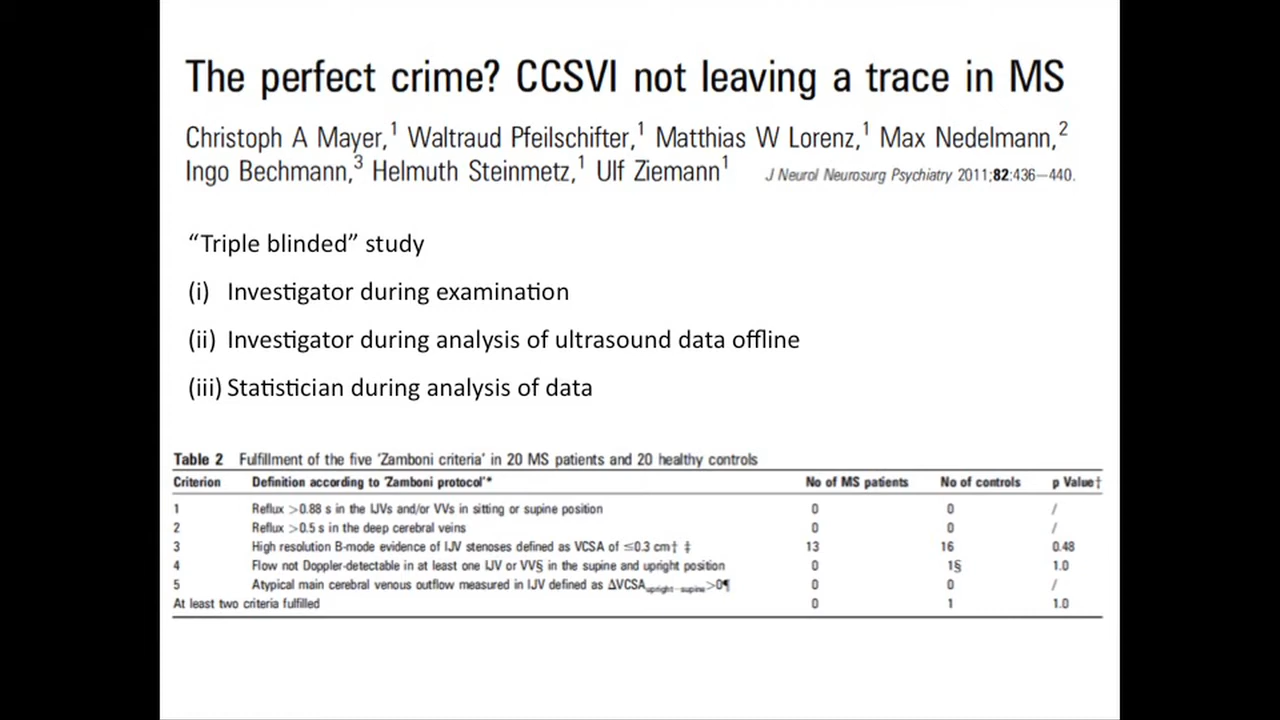 The perfect crime? CCSVI not leaving a trace in MS
Christoph A Mayer,1 Waltraud Pfeilschifter,1 Matthias W Lorenz,1 Max Nedelmann,2
Ingo Bechmann,3 Helmuth Steinmetz,1 Ulf Ziemann1 J Neurol Neurosurg Psychiatry 2011;82:436–440.
“Triple blinded” study
(i) Investigator during examination
(ii) Investigator during analysis of ultrasound data offline
(iii) Statistician during analysis of data
Table 2 Fulfillment of the five 'Zamboni criteria' in 20 MS patients and 20 healthy controls
Criterion Definition according to 'Zamboni protocol'* No of MS patients No of controls p Value†
1 Reflux >0.88 s in the IJVs and/or VVs in sitting or supine position 0 0 /
2 Reflux >0.5 s in the deep cerebral veins 0 0 /
3 High resolution B-mode evidence of IJV stenoses defined as VCSA of ≤0.3 cm† ‡ 13 16 0.48
4 Flow not Doppler-detectable in at least one IJV or VV§ in the supine and upright position 0 1§ 1.0
5 Atypical main cerebral venous outflow measured in IJV defined as ΔVCSAupright−supine>0¶ 0 0 /
At least two criteria fulfilled 0 1 1.0